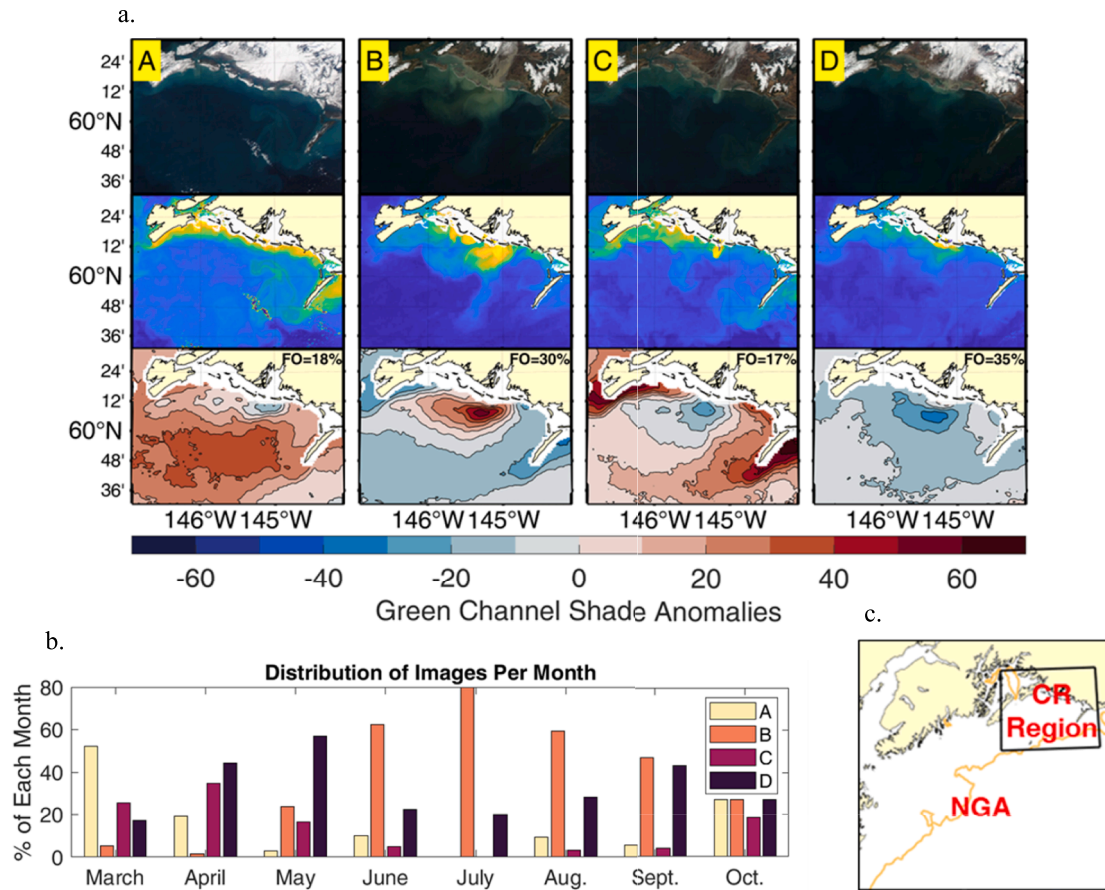 a.
A B C D
24'
12'
60°N
48'
36'
24'
12'
60°N
48'
36'
FO=18% FO=30% FO=17% FO=35%
24'
12'
60°N
48'
36'
146°W 145°W 146°W 145°W 146°W 145°W 146°W 145°W
-60 -40 -20 0 20 40 60
Green Channel Shade Anomalies
b.
Distribution of Images Per Month
% of Each Month
80
60
40
20
0
A
B
C
D
March April May June July Aug. Sept. Oct.
c.
CR
Region
NGA